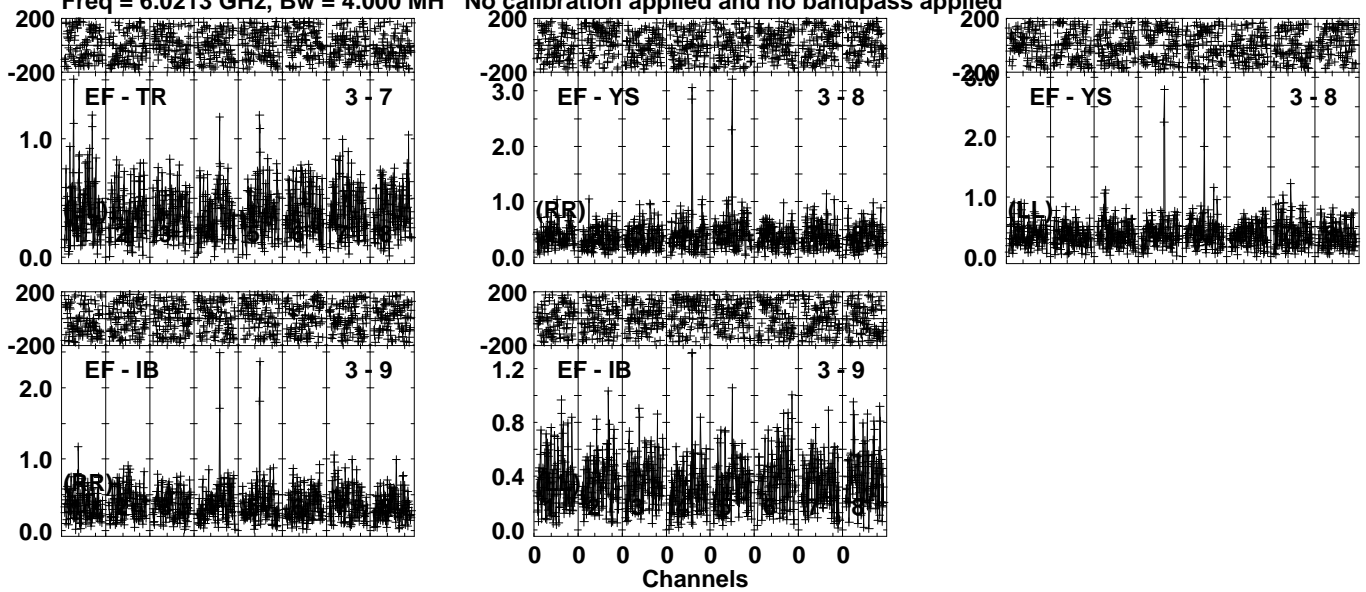 Freq = 6.0213 GHz, Bw = 4.000 MH No calibration applied and no bandpass applied
200
-200
EF - TR 3 - 7
1.0
0.0
200
-200
3.0
EF - YS 3 - 8
2.0
1.0
(RR)
0.0
200
-200
3.0
EF - YS 3 - 8
2.0
1.0
(LL)
0.0
200
-200
EF - IB 3 - 9
2.0
1.0
(RR)
0.0
200
-200
1.2
EF - IB 3 - 9
0.8
0.4
0.0
0 0 0 0 0 0 0 0
Channels